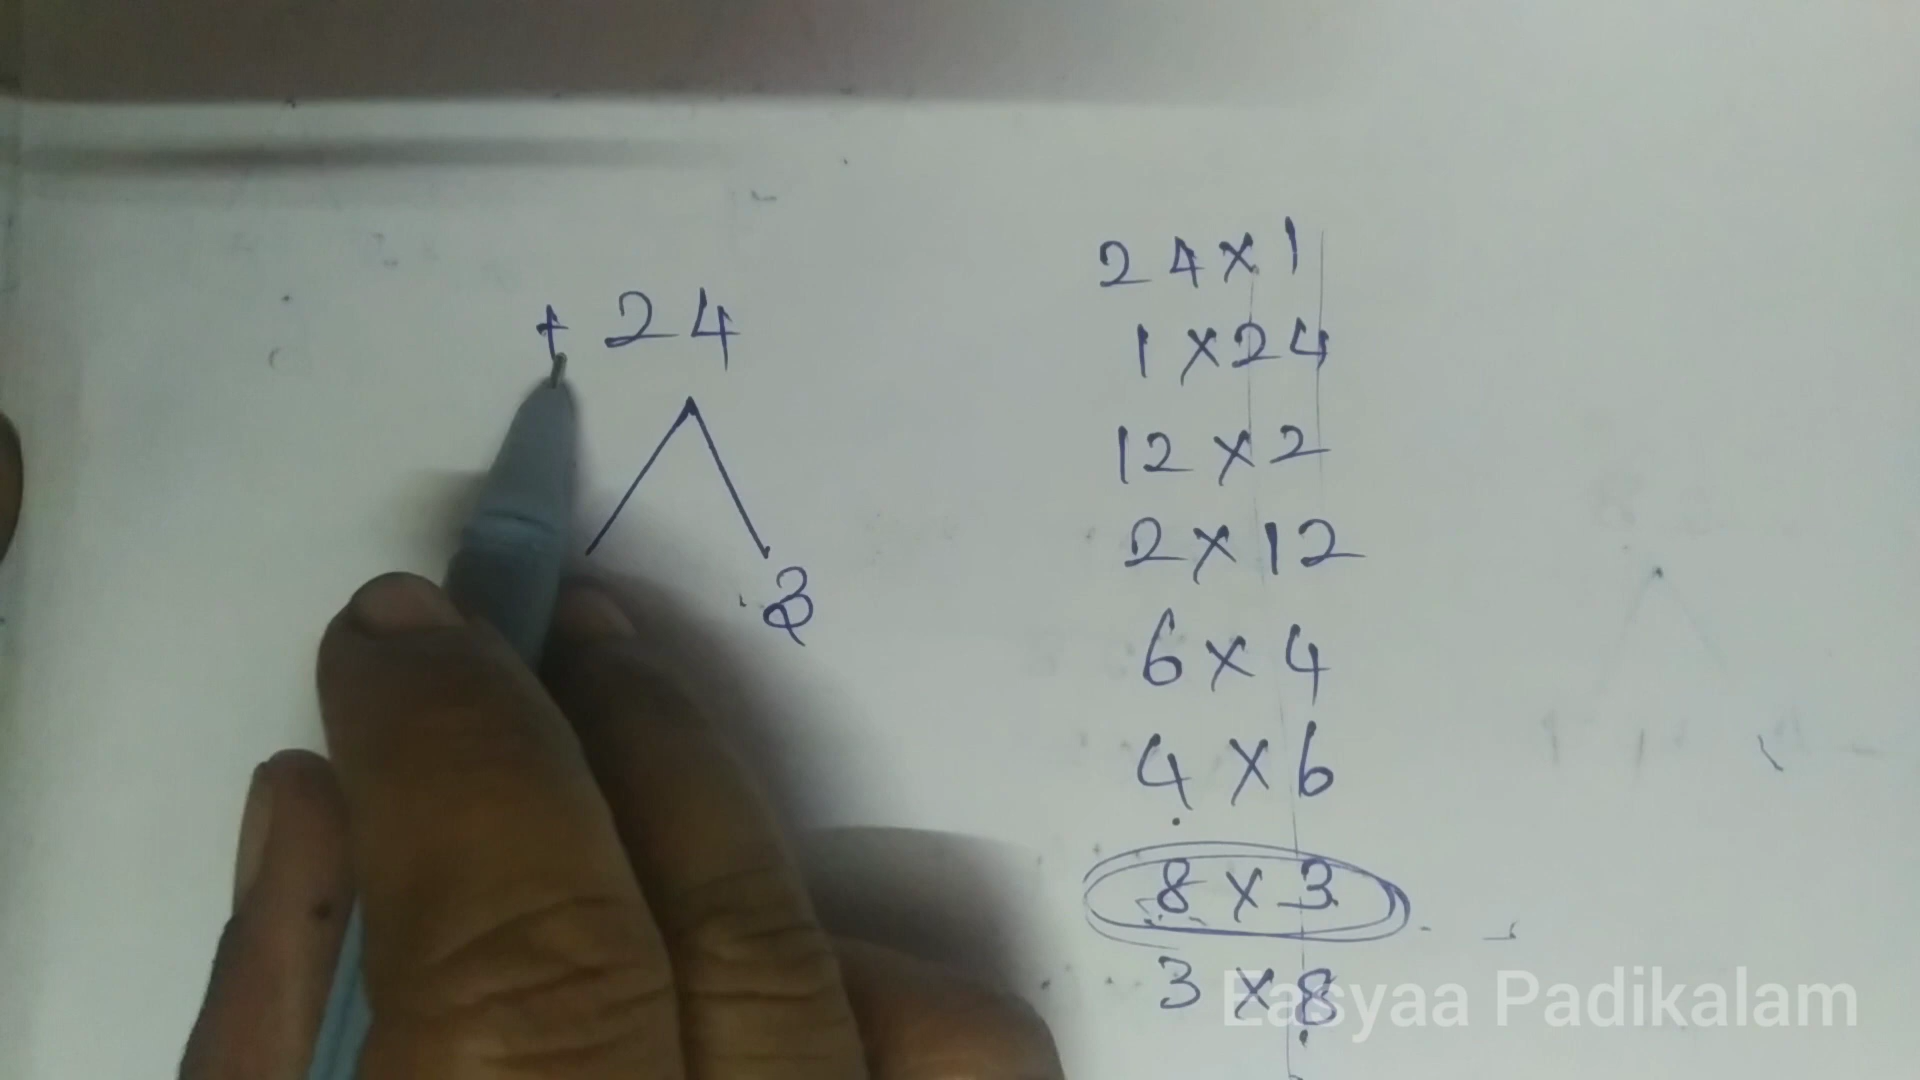 + 24
3
24 × 1
1 × 24
12 × 2
2 × 12
6 × 4
4 × 6
8 × 3
3 × 8
Easyaa Padikalam